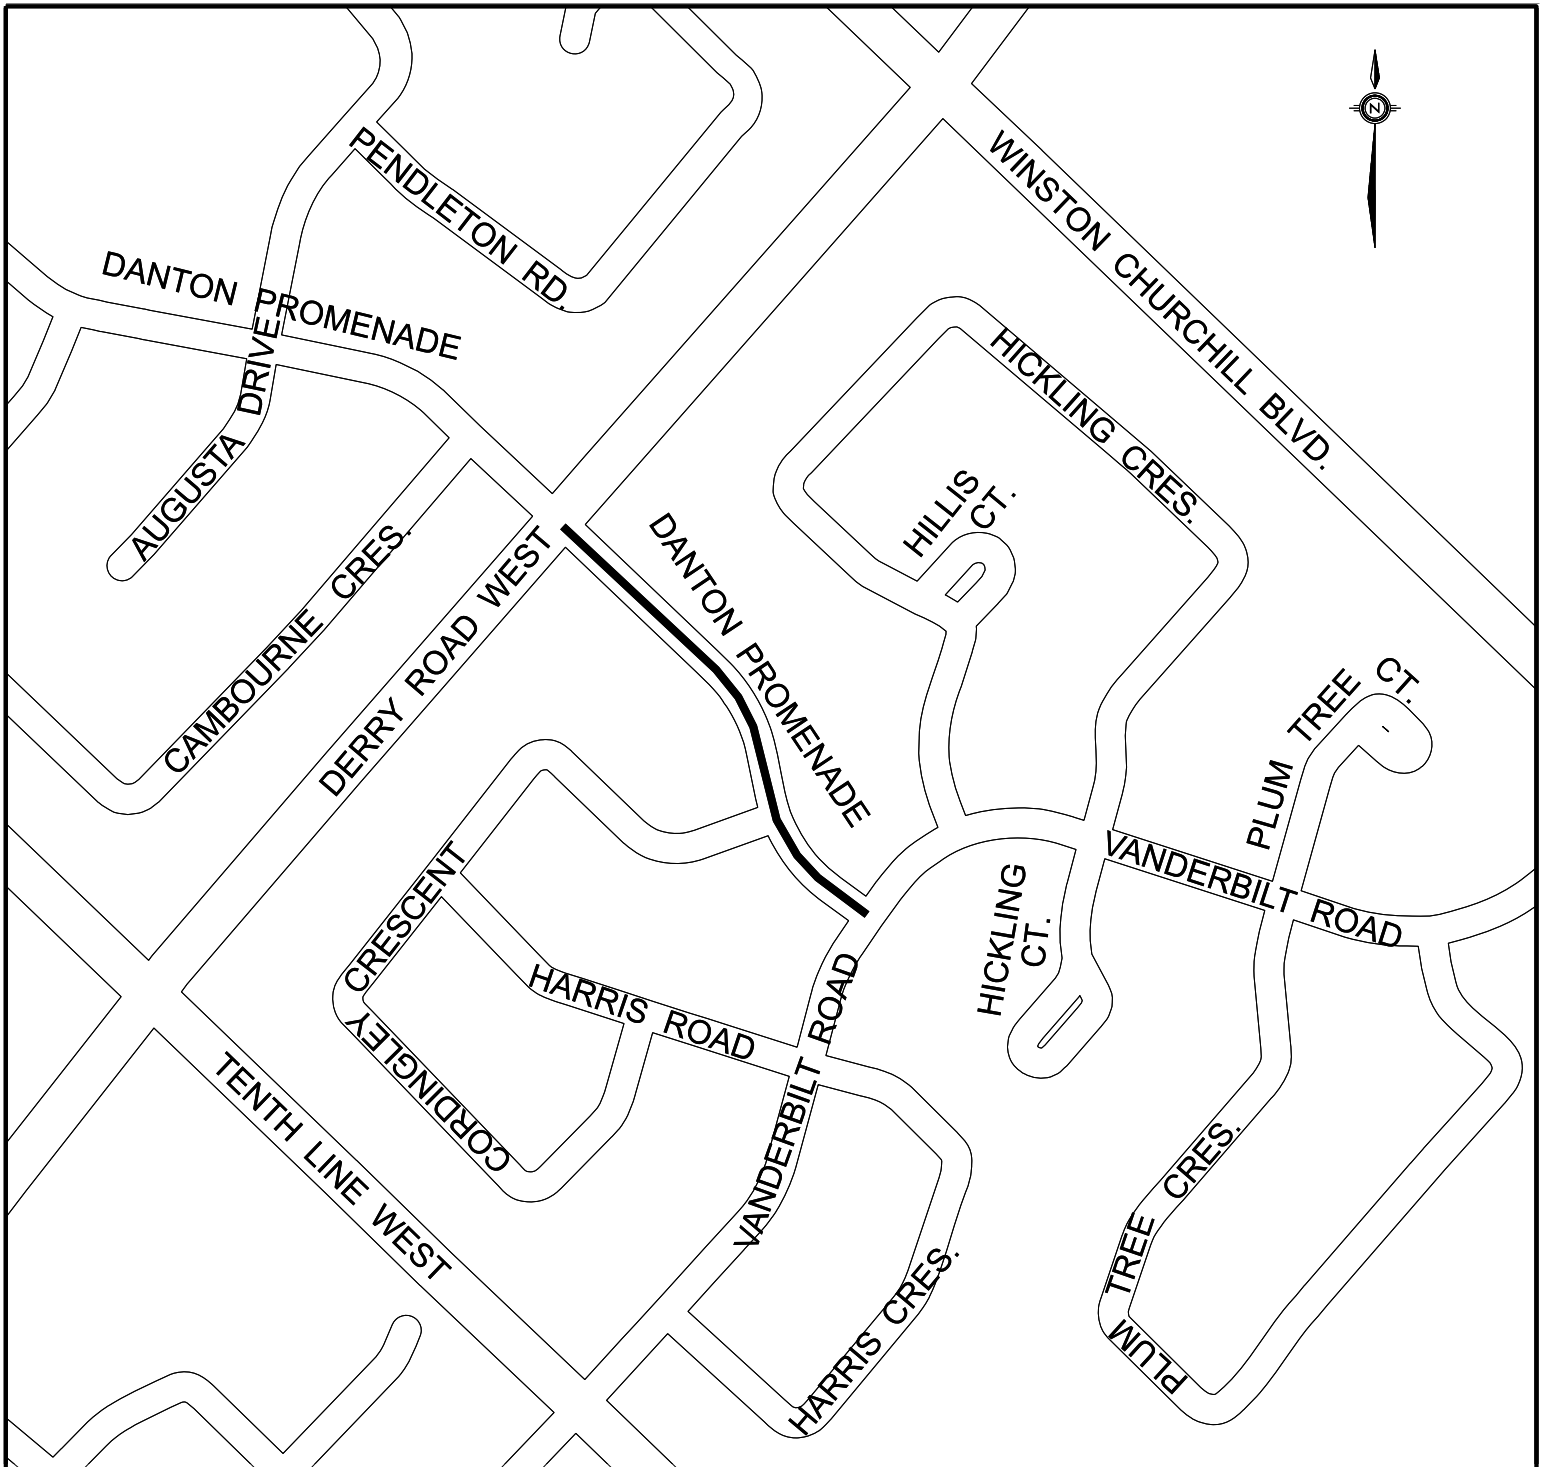 PENDLETON RD.
WINSTON CHURCHILL BLVD.
N
DANTON PROMENADE
AUGUSTA DRIVE
HICKLING CRES.
HILLIS
CT.
CAMBOURNE CRES.
DERRY ROAD WEST
DANTON PROMENADE
PLUM TREE CT.
CORDINGLEY CRESCENT
VANDERBILT ROAD
HICKLING
CT.
HARRIS ROAD
VANDERBILT ROAD
TENTH LINE WEST
HARRIS CRES.
PLUM TREE CRES.